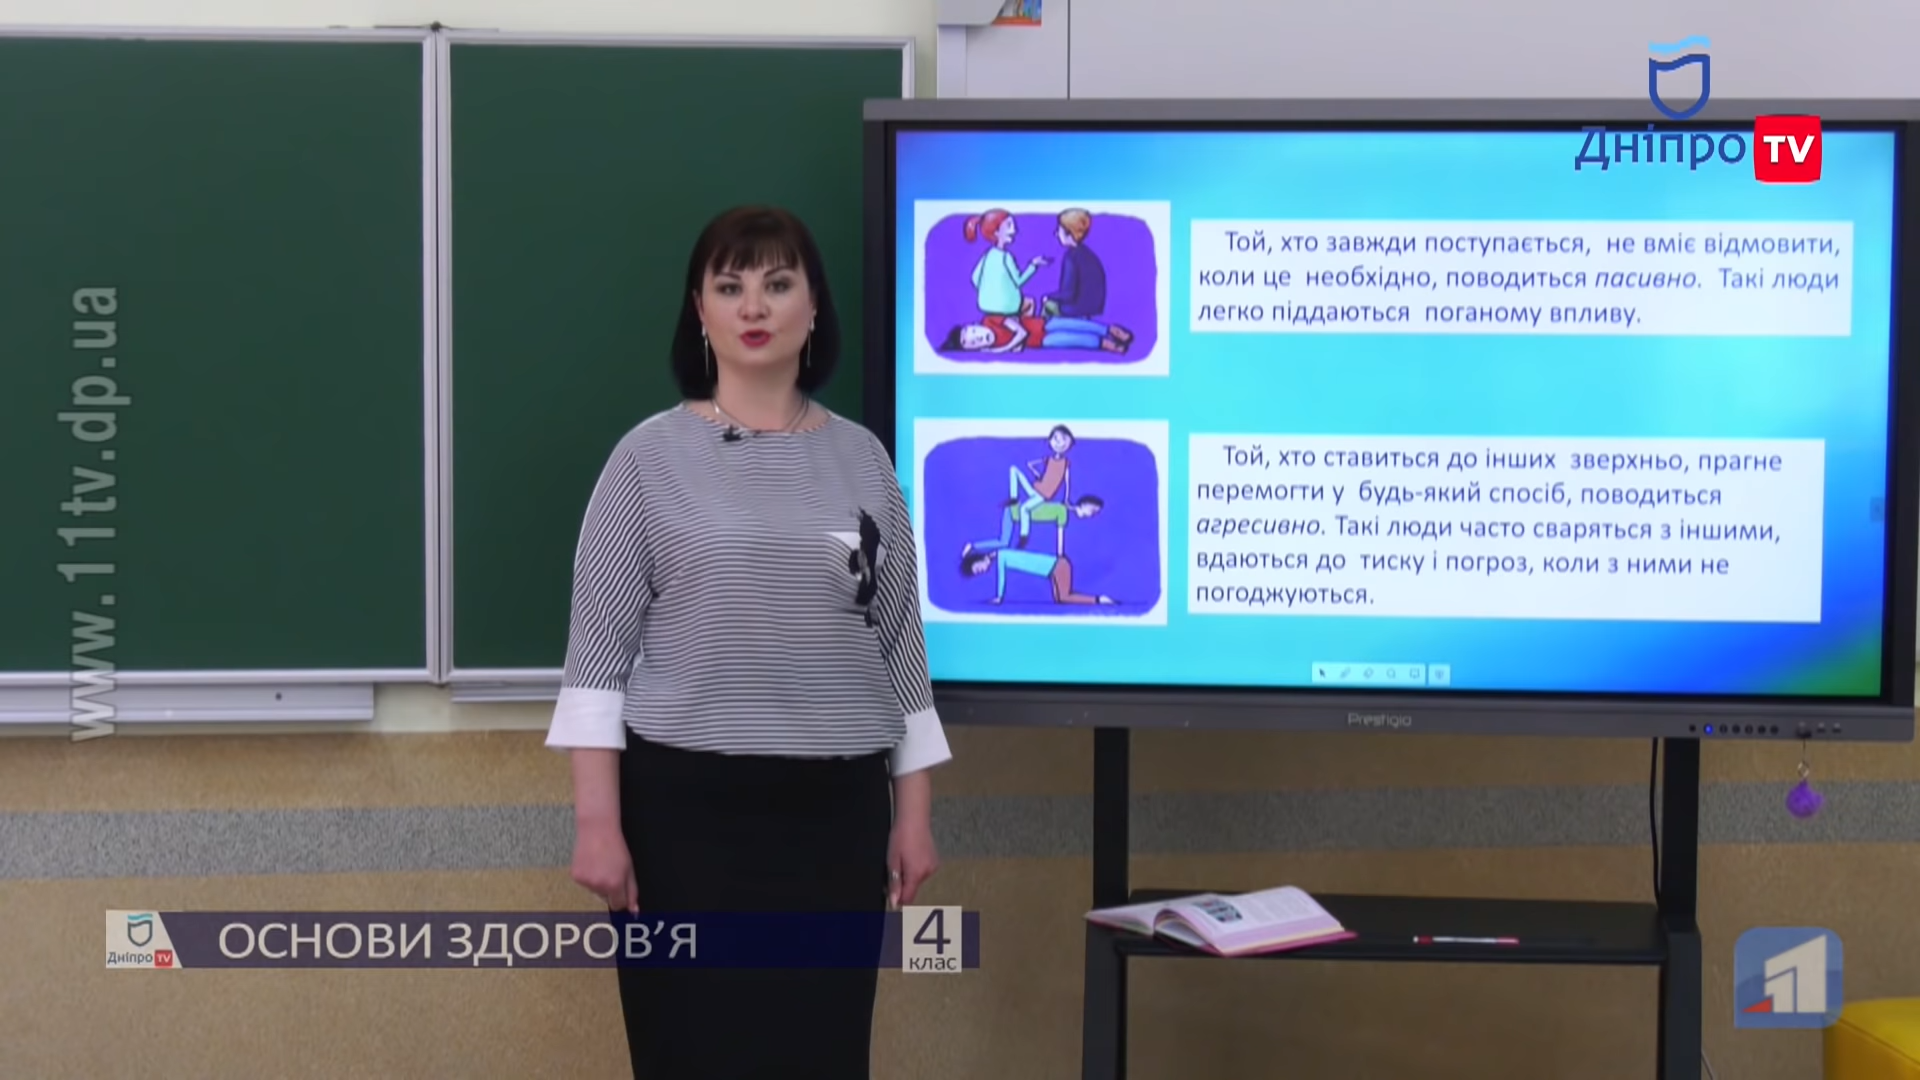 Дніпро TV
www.11tv.dp.ua
Той, хто завжди поступається, не вміє відмовити,
коли це необхідно, поводиться пасивно. Такі люди
легко піддаються поганому впливу.
Той, хто ставиться до інших зверхньо, прагне
перемогти у будь-який спосіб, поводиться
агресивно. Такі люди часто сваряться з іншими,
вдаються до тиску і погроз, коли з ними не
погоджуються.
Prestigio
Дніпро TV
ОСНОВИ ЗДОРОВ’Я
4
клас
11